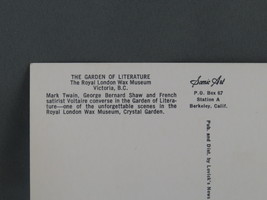 THE GARDEN OF LITERATURE
The Royal London Wax Museum
Victoria, B.C.
Mark Twain, George Bernard Shaw and French
satirist Voltaire converse in the Garden of Litera-
ture—one of the unforgettable scenes in the
Royal London Wax Museum, Crystal Garden.
Scenic Art
P.O. Box 67
Station A
Berkeley, Calif.
Pub. and Dist. by Lavick's News